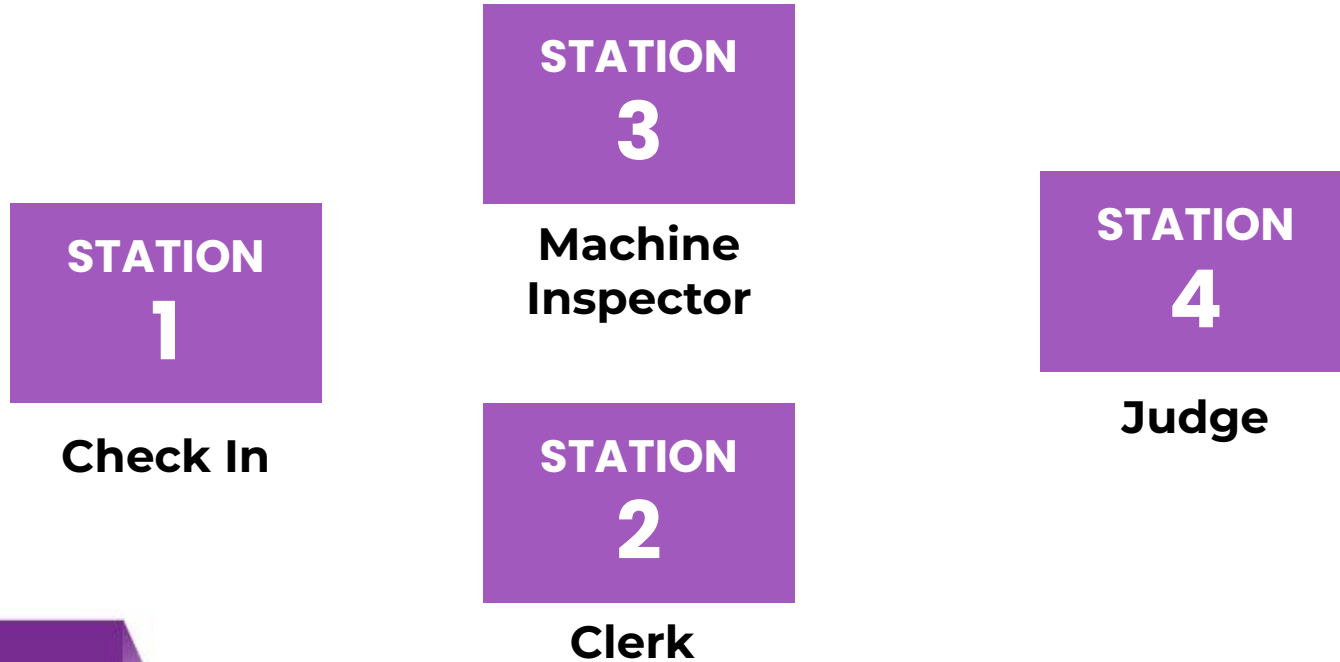 STATION
1
Check In
STATION
3
Machine
Inspector
STATION
2
Clerk
STATION
4
Judge